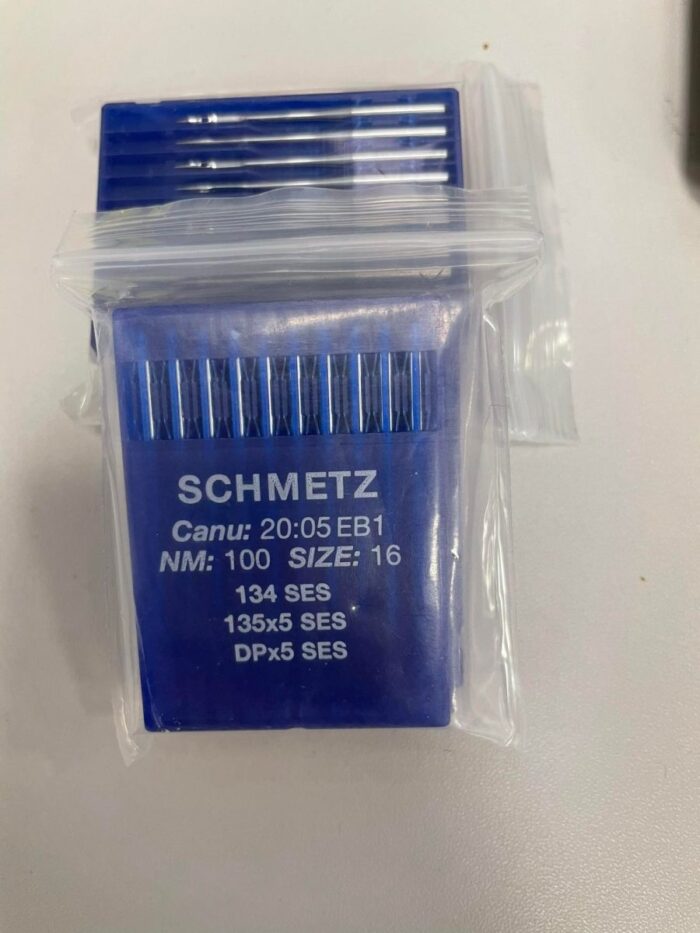 SCHMETZ
Canu: 20:05 EB1
NM: 100 SIZE: 16
134 SES
135x5 SES
DPx5 SES